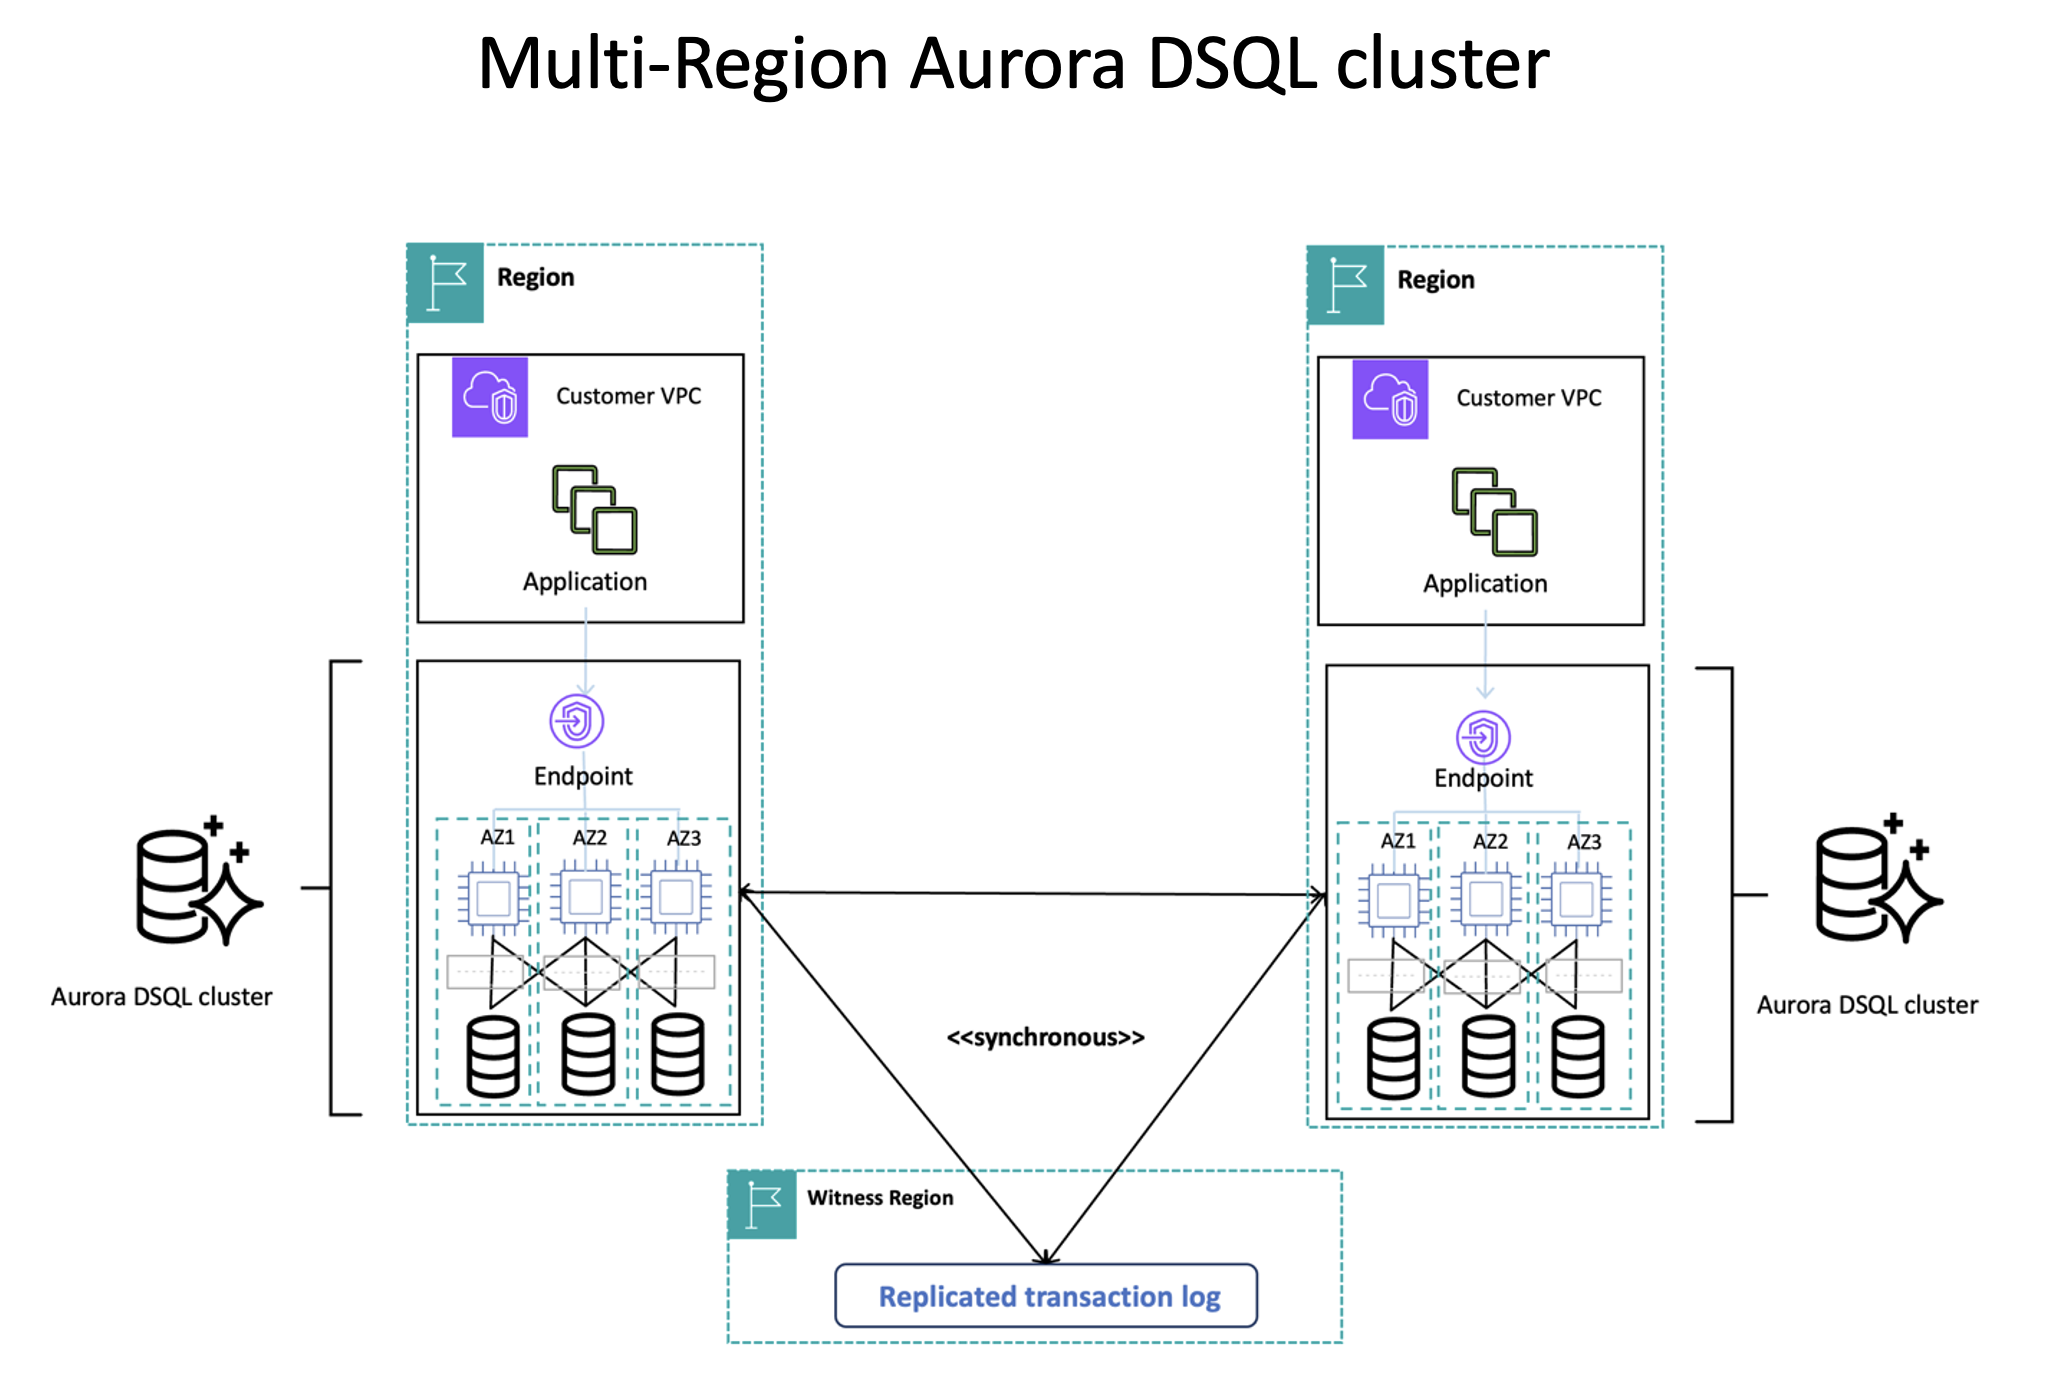 Multi-Region Aurora DSQL cluster
Region
Customer VPC
Application
Endpoint
AZ1 AZ2 AZ3
Aurora DSQL cluster
Region
Customer VPC
Application
Endpoint
AZ1 AZ2 AZ3
Aurora DSQL cluster
<<synchronous>>
Witness Region
Replicated transaction log